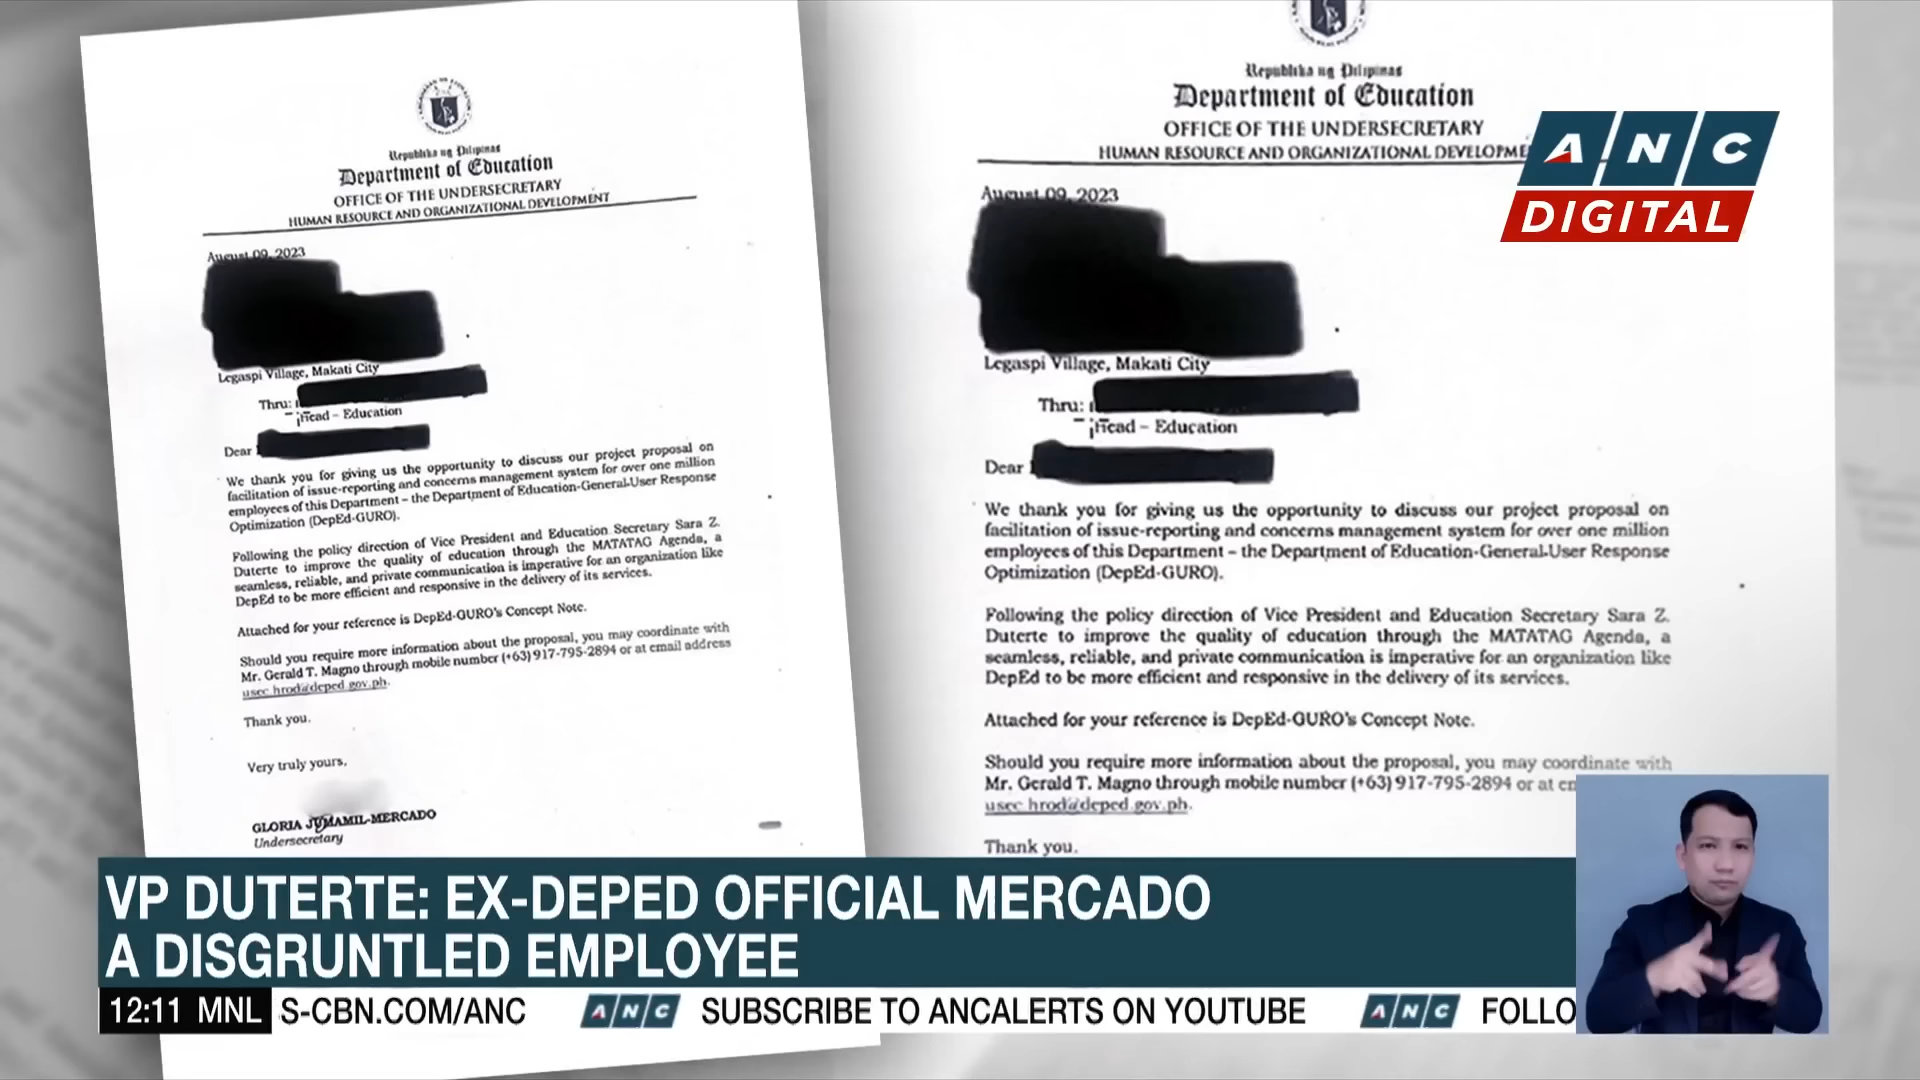 Republika ng Pilipinas
Department of Education
OFFICE OF THE UNDERSECRETARY
HUMAN RESOURCE AND ORGANIZATIONAL DEVELOPMENT
August 09, 2023
Legaspi Village, Makati City
Thru:
Head – Education
Dear
We thank you for giving us the opportunity to discuss our project proposal on
facilitation of issue-reporting and concerns management system for over one million
employees of this Department – the Department of Education-General-User Response
Optimization (DepEd-GURO).
Following the policy direction of Vice President and Education Secretary Sara Z.
Duterte to improve the quality of education through the MATATAG Agenda, a
seamless, reliable, and private communication is imperative for an organization like
DepEd to be more efficient and responsive in the delivery of its services.
Attached for your reference is DepEd-GURO's Concept Note.
Should you require more information about the proposal, you may coordinate with
Mr. Gerald T. Magno through mobile number (+63) 917-795-2894 or at email address
usec_hrod@deped.gov.ph.
Thank you.
Very truly yours,
GLORIA JUMAMIL-MERCADO
Undersecretary
Republika ng Pilipinas
Department of Education
OFFICE OF THE UNDERSECRETARY
HUMAN RESOURCE AND ORGANIZATIONAL DEVELOPME
August 09, 2023
Legaspi Village, Makati City
Thru:
Head – Education
Dear
We thank you for giving us the opportunity to discuss our project proposal on
facilitation of issue-reporting and concerns management system for over one million
employees of this Department – the Department of Education-General-User Response
Optimization (DepEd-GURO).
Following the policy direction of Vice President and Education Secretary Sara Z.
Duterte to improve the quality of education through the MATATAG Agenda, a
seamless, reliable, and private communication is imperative for an organization like
DepEd to be more efficient and responsive in the delivery of its services.
Attached for your reference is DepEd-GURO's Concept Note.
Should you require more information about the proposal, you may coordinate with
Mr. Gerald T. Magno through mobile number (+63) 917-795-2894 or at em
usec_hrod@deped.gov.ph.
Thank you.
ANC
DIGITAL
VP DUTERTE: EX-DEPED OFFICIAL MERCADO
A DISGRUNTLED EMPLOYEE
12:11 MNL S-CBN.COM/ANC ANC SUBSCRIBE TO ANCALERTS ON YOUTUBE ANC FOLLO